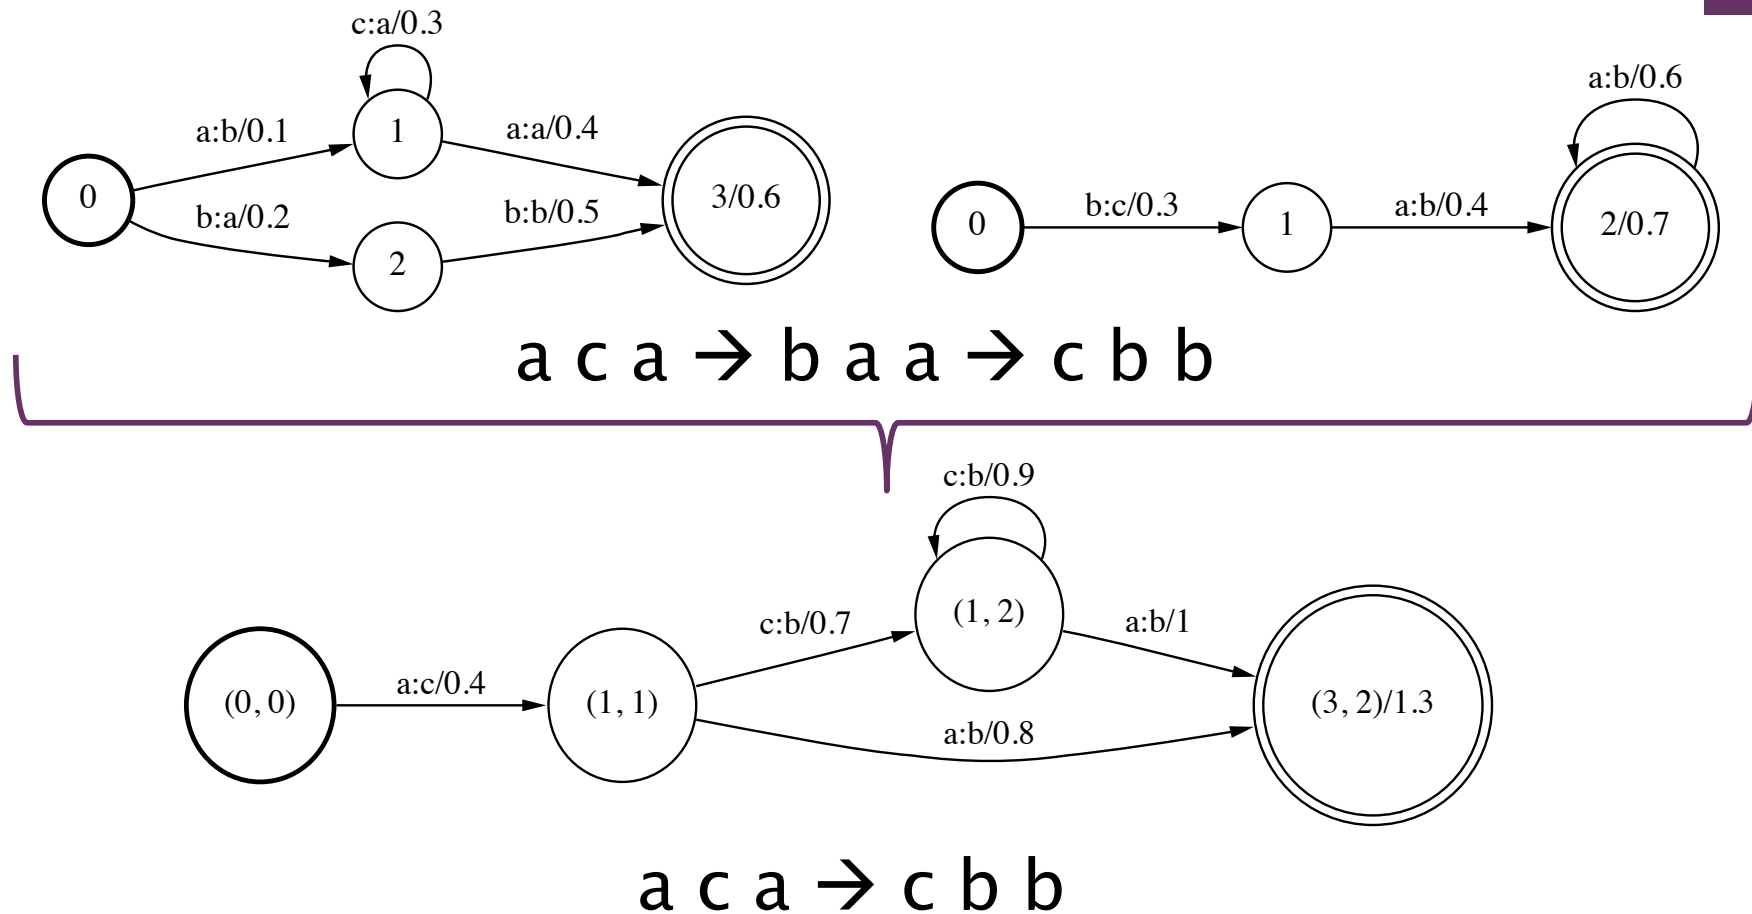 c:a/0.3
a:b/0.6
a:b/0.1
1
a:a/0.4
0
3/0.6
b:a/0.2
b:b/0.5
2
0
b:c/0.3
1
a:b/0.4
2/0.7
a c a → b a a → c b b
c:b/0.9
(1, 2)
c:b/0.7
a:b/1
(0, 0)
a:c/0.4
(1, 1)
(3, 2)/1.3
a:b/0.8
a c a → c b b